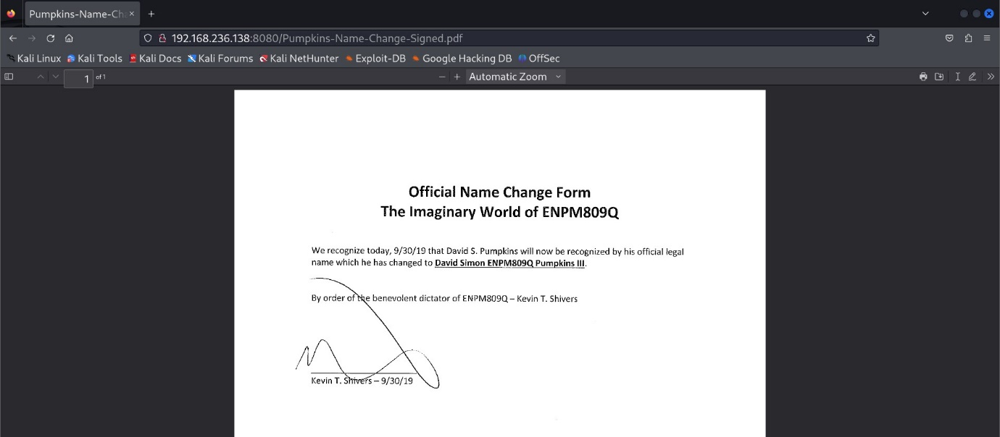 Pumpkins-Name-Ch
192.168.236.138:8080/Pumpkins-Name-Change-Signed.pdf
Kali Linux Kali Tools Kali Docs Kali Forums Kali NetHunter Exploit-DB Google Hacking DB OffSec
1 of 1 Automatic Zoom
Official Name Change Form
The Imaginary World of ENPM809Q
We recognize today, 9/30/19 that David S. Pumpkins will now be recognized by his official legal
name which he has changed to David Simon ENPM809Q Pumpkins III.
By order of the benevolent dictator of ENPM809Q – Kevin T. Shivers
Kevin T. Shivers – 9/30/19